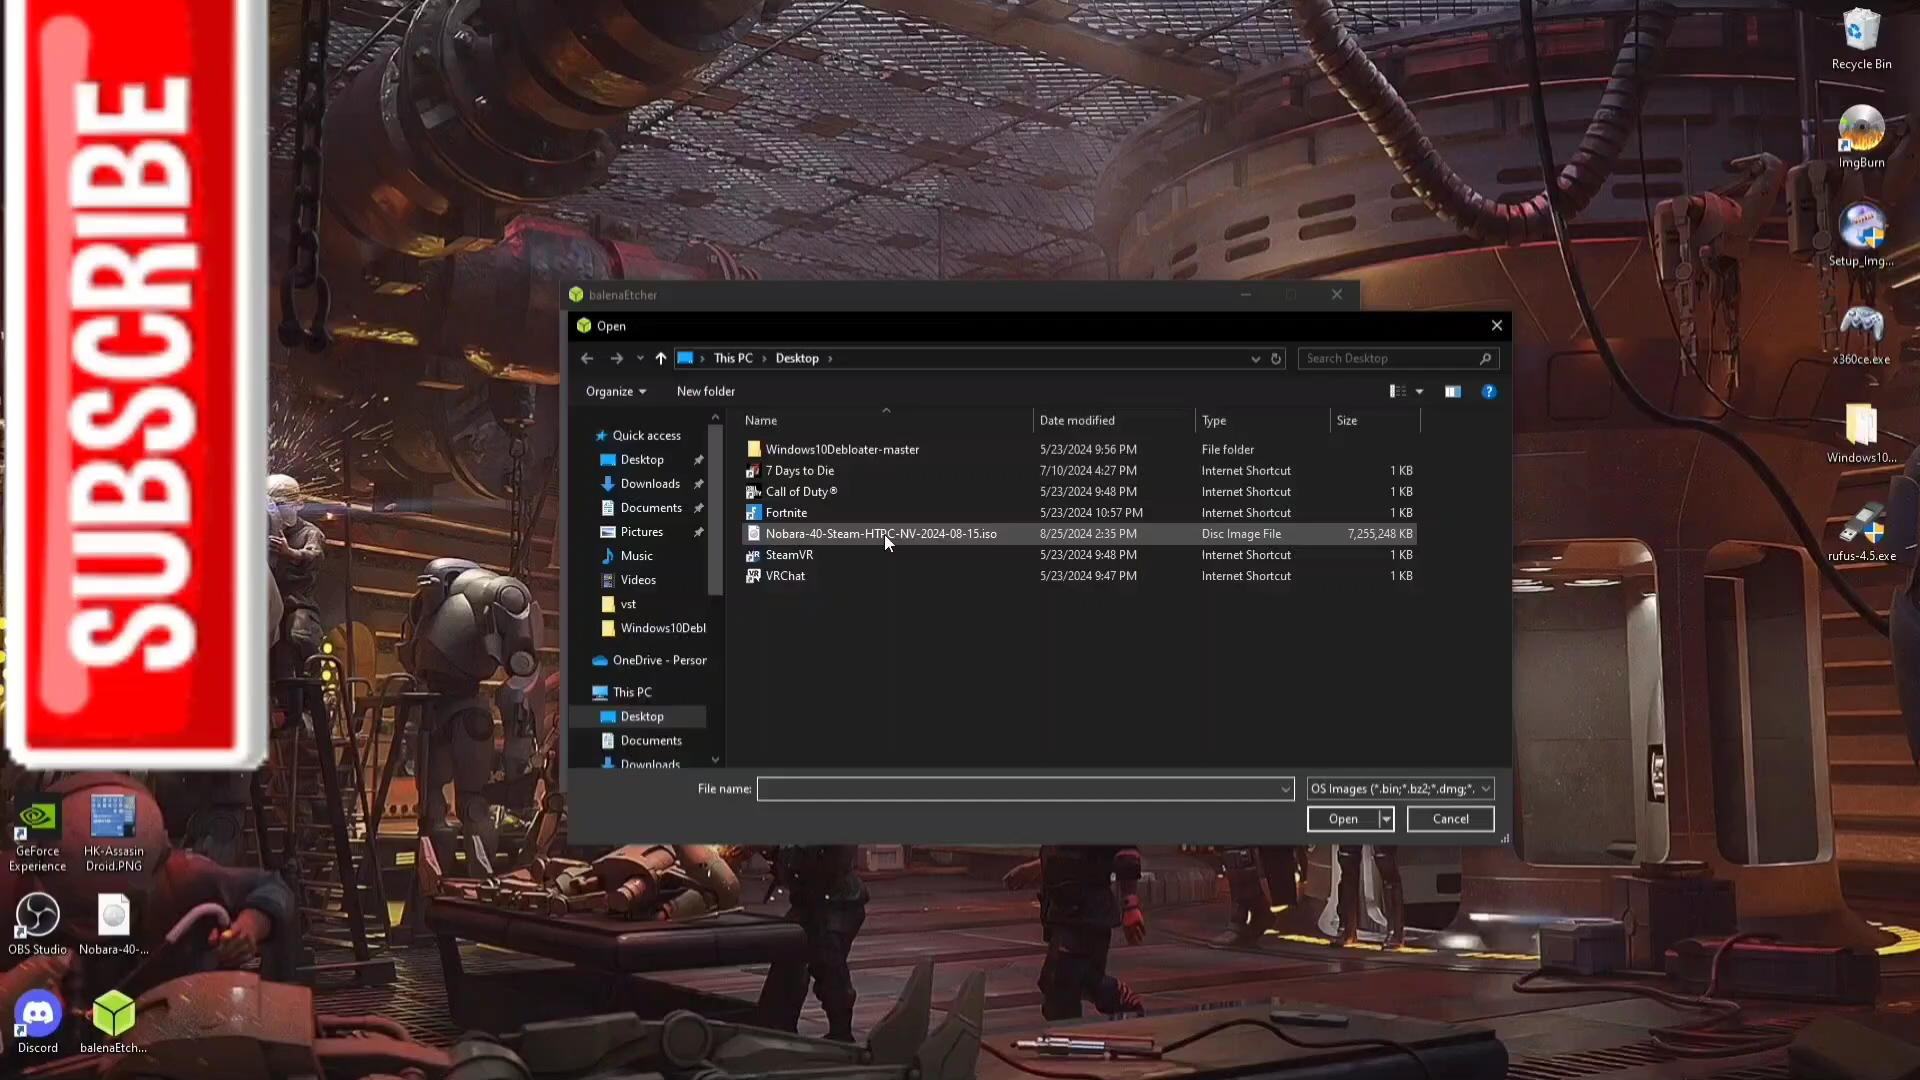 SUBSCRIBE
Recycle Bin
ImgBurn
Setup_Img...
x360ce.exe
Windows10...
rufus-4.5.exe
balenaEtcher
Open
This PC
Desktop
Search Desktop
Organize
New folder
Name
Date modified
Type
Size
Quick access
Desktop
Downloads
Documents
Pictures
Music
Videos
vst
Windows10Debl
OneDrive - Person
This PC
Desktop
Documents
Downloads
Windows10Debloater-master 5/23/2024 9:56 PM File folder
7 Days to Die 7/10/2024 4:27 PM Internet Shortcut 1 KB
Call of Duty® 5/23/2024 9:48 PM Internet Shortcut 1 KB
Fortnite 5/23/2024 10:57 PM Internet Shortcut 1 KB
Nobara-40-Steam-HTPC-NV-2024-08-15.iso 8/25/2024 2:35 PM Disc Image File 7,255,248 KB
SteamVR 5/23/2024 9:48 PM Internet Shortcut 1 KB
VRChat 5/23/2024 9:47 PM Internet Shortcut 1 KB
File name:
OS Images (*.bin;*.bz2;*.dmg;*.
Open
Cancel
GeForce
Experience
HK-Assasin
Droid.PNG
OBS Studio
Nobara-40-...
Discord
balenaEtch...